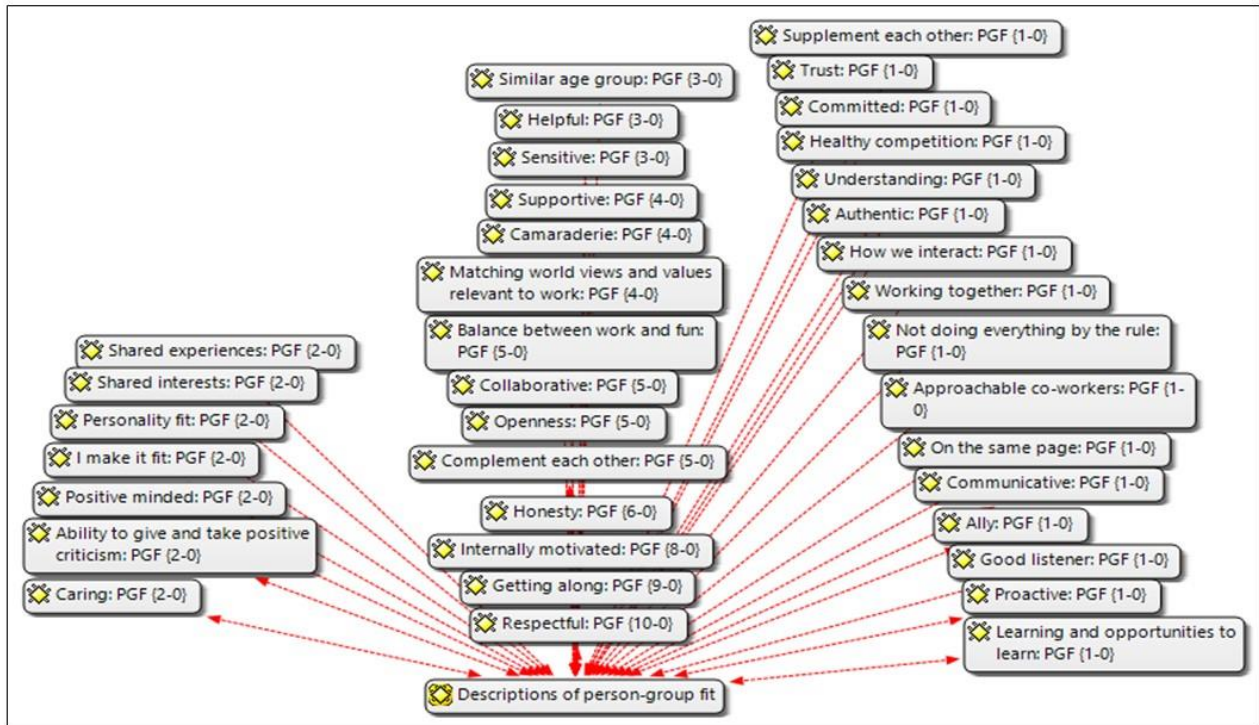 Supplement each other: PGF {1-0}
Trust: PGF {1-0}
Committed: PGF {1-0}
Healthy competition: PGF {1-0}
Understanding: PGF {1-0}
Authentic: PGF {1-0}
How we interact: PGF {1-0}
Working together: PGF {1-0}
Not doing everything by the rule:
PGF {1-0}
Approachable co-workers: PGF {1-
0}
On the same page: PGF {1-0}
Communicative: PGF {1-0}
Ally: PGF {1-0}
Good listener: PGF {1-0}
Proactive: PGF {1-0}
Learning and opportunities to
learn: PGF {1-0}
Similar age group: PGF {3-0}
Helpful: PGF {3-0}
Sensitive: PGF {3-0}
Supportive: PGF {4-0}
Camaraderie: PGF {4-0}
Matching world views and values
relevant to work: PGF {4-0}
Balance between work and fun:
PGF {5-0}
Collaborative: PGF {5-0}
Openness: PGF {5-0}
Complement each other: PGF {5-0}
Honesty: PGF {6-0}
Internally motivated: PGF {8-0}
Getting along: PGF {9-0}
Respectful: PGF {10-0}
Shared experiences: PGF {2-0}
Shared interests: PGF {2-0}
Personality fit: PGF {2-0}
I make it fit: PGF {2-0}
Positive minded: PGF {2-0}
Ability to give and take positive
criticism: PGF {2-0}
Caring: PGF {2-0}
Descriptions of person-group fit